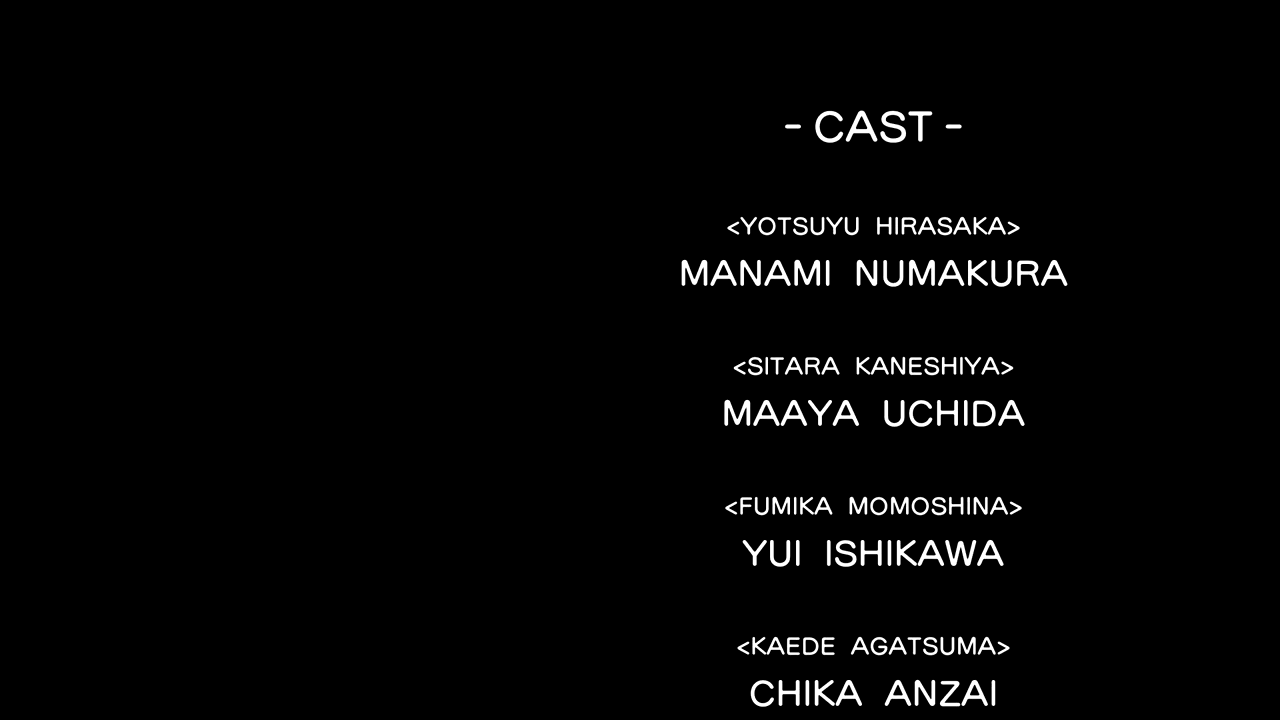 - CAST -
<YOTSUYU HIRASAKA>
MANAMI NUMAKURA
<SITARA KANESHIYA>
MAAYA UCHIDA
<FUMIKA MOMOSHINA>
YUI ISHIKAWA
<KAEDE AGATSUMA>
CHIKA ANZAI